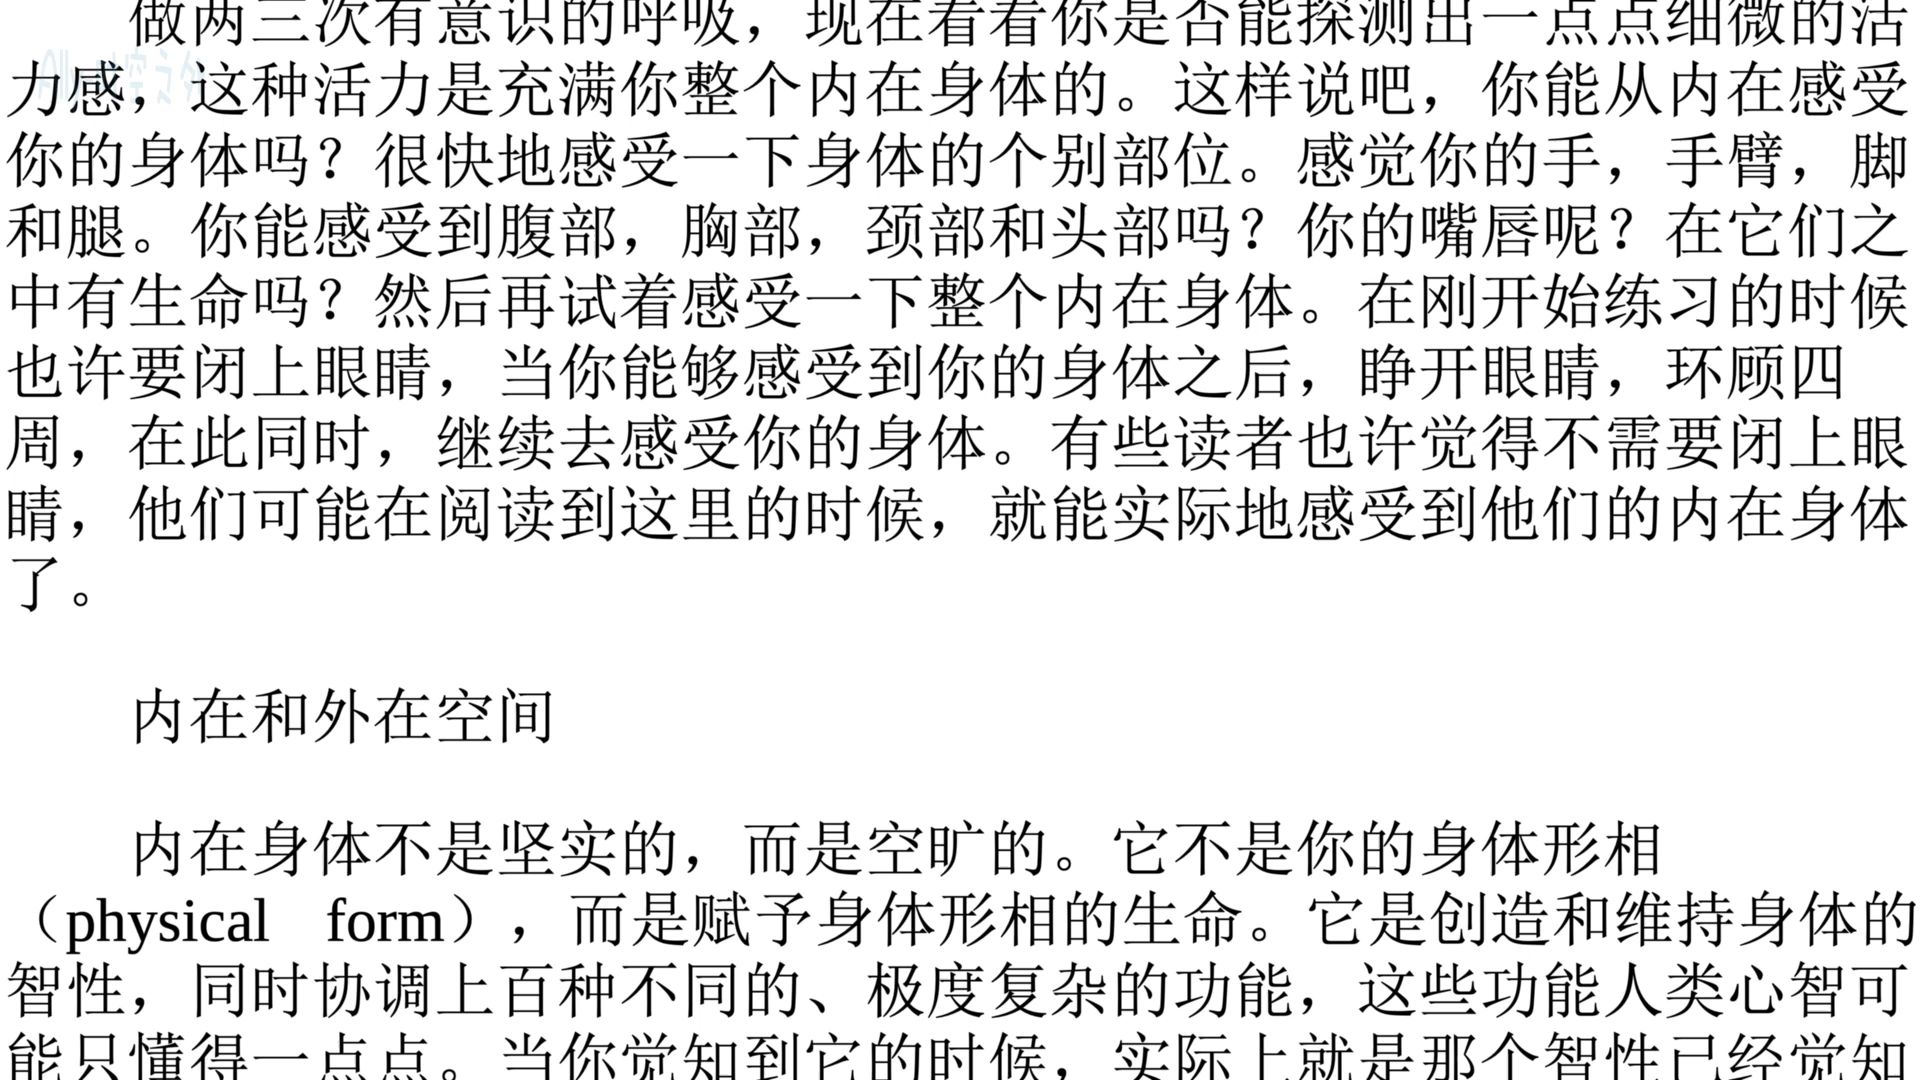 做两三次有意识的呼吸，现在看看你是否能探测出一点点细微的活
力感，这种活力是充满你整个内在身体的。这样说吧，你能从内在感受
你的身体吗？很快地感受一下身体的个别部位。感觉你的手，手臂，脚
和腿。你能感受到腹部，胸部，颈部和头部吗？你的嘴唇呢？在它们之
中有生命吗？然后再试着感受一下整个内在身体。在刚开始练习的时候
也许要闭上眼睛，当你能够感受到你的身体之后，睁开眼睛，环顾四
周，在此同时，继续去感受你的身体。有些读者也许觉得不需要闭上眼
睛，他们可能在阅读到这里的时候，就能实际地感受到他们的内在身体
了。
内在和外在空间
内在身体不是坚实的，而是空旷的。它不是你的身体形相
（physical form），而是赋予身体形相的生命。它是创造和维持身体的
智性，同时协调上百种不同的、极度复杂的功能，这些功能人类心智可
能只懂得一点点。当你觉知到它的时候，实际上就是那个智性已经觉知